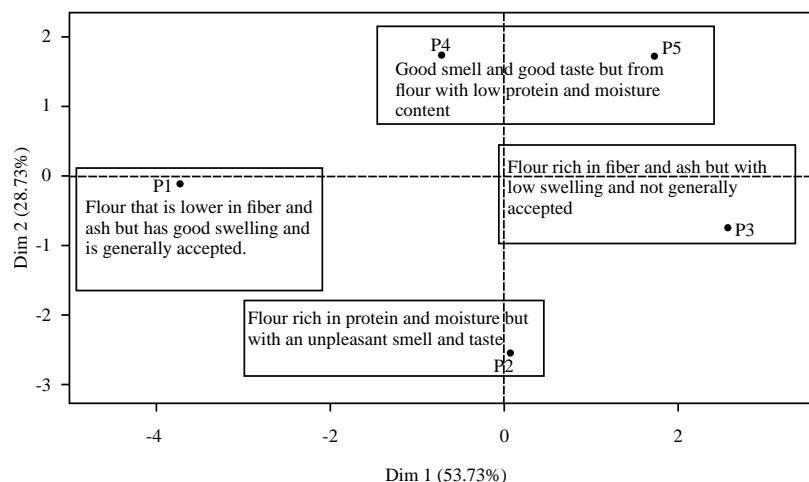 2
P4
P5
Good smell and good taste but from
flour with low protein and moisture
content
1
0
P1
Flour rich in fiber and ash but with
low swelling and not generally
accepted
Flour that is lower in fiber and
ash but has good swelling and
is generally accepted.
P3
-1
-2
Flour rich in protein and moisture but
with an unpleasant smell and taste
P2
-3
Dim 2 (28.73%)
-4
-2
0
2
Dim 1 (53.73%)